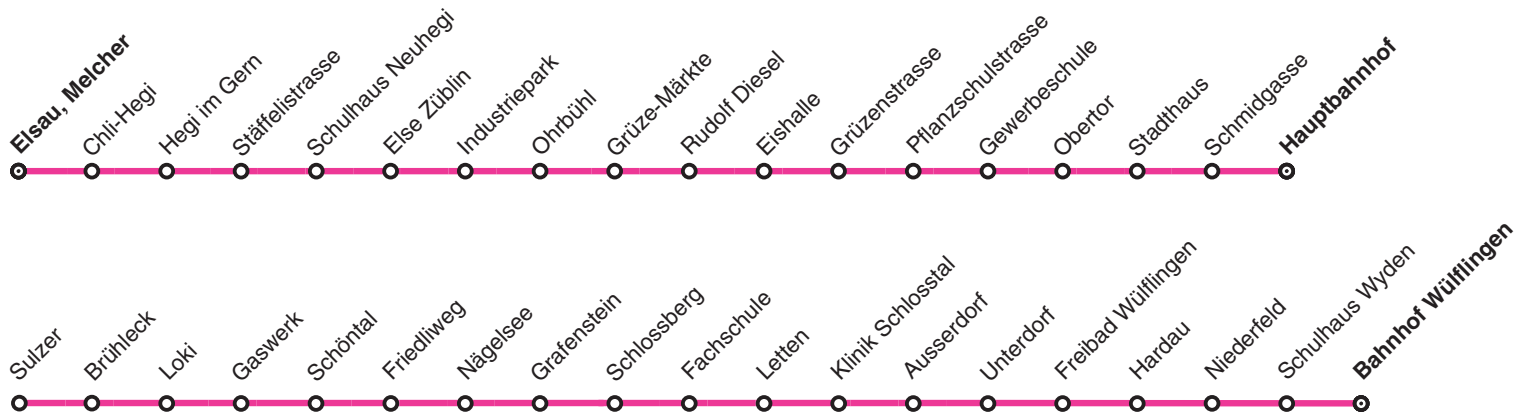 Elsau, Melcher
Chli-Hegi
Hegi im Gern
Stäffelistrasse
Schulhaus Neuhegi
Else Züblin
Industriepark
Ohrbühl
Grüze-Märkte
Rudolf Diesel
Eishalle
Grüzenstrasse
Pflanzschulstrasse
Gewerbeschule
Obertor
Stadthaus
Schmidgasse
Hauptbahnhof
Sulzer
Brühleck
Loki
Gaswerk
Schöntal
Friedliweg
Nägelsee
Grafenstein
Schlossberg
Fachschule
Letten
Klinik Schlosstal
Ausserdorf
Unterdorf
Freibad Wülflingen
Hardau
Niederfeld
Schulhaus Wyden
Bahnhof Wülflingen